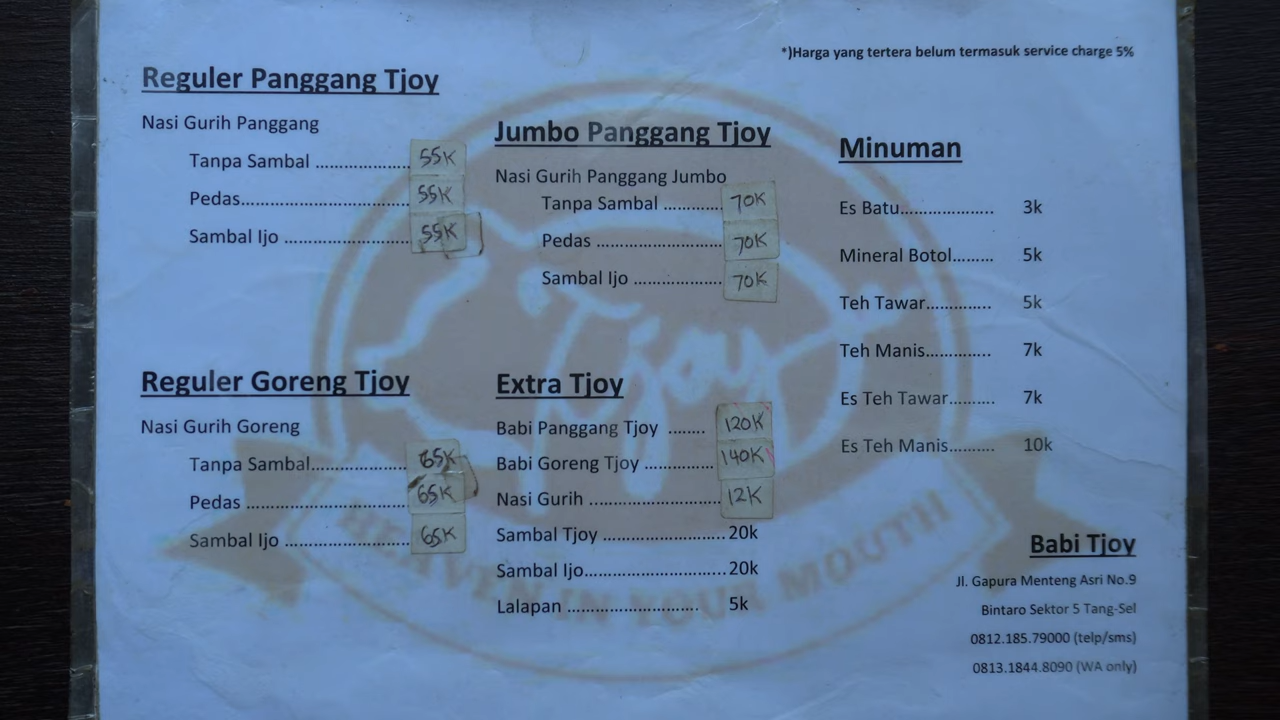 *)Harga yang tertera belum termasuk service charge 5%
Reguler Panggang Tjoy
Nasi Gurih Panggang
Tanpa Sambal .................. 55K
Pedas................................ 55K
Sambal Ijo ........................ 55K
Reguler Goreng Tjoy
Nasi Gurih Goreng
Tanpa Sambal.................. 65K
Pedas ............................... 65K
Sambal Ijo ........................ 65K
Jumbo Panggang Tjoy
Nasi Gurih Panggang Jumbo
Tanpa Sambal ........... 70K
Pedas ........................ 70K
Sambal Ijo ................. 70K
Extra Tjoy
Babi Panggang Tjoy ........ 120K
Babi Goreng Tjoy ............. 140K
Nasi Gurih ......................... 12K
Sambal Tjoy ....................... 20k
Sambal Ijo.......................... 20k
Lalapan ......................... 5k
Minuman
Es Batu................... 3k
Mineral Botol......... 5k
Teh Tawar.............. 5k
Teh Manis.............. 7k
Es Teh Tawar.......... 7k
Es Teh Manis.......... 10k
Babi Tjoy
Jl. Gapura Menteng Asri No.9
Bintaro Sektor 5 Tang-Sel
0812.185.79000 (telp/sms)
0813.1844.8090 (WA only)
Tjoy
HEAVEN IN YOUR MOUTH